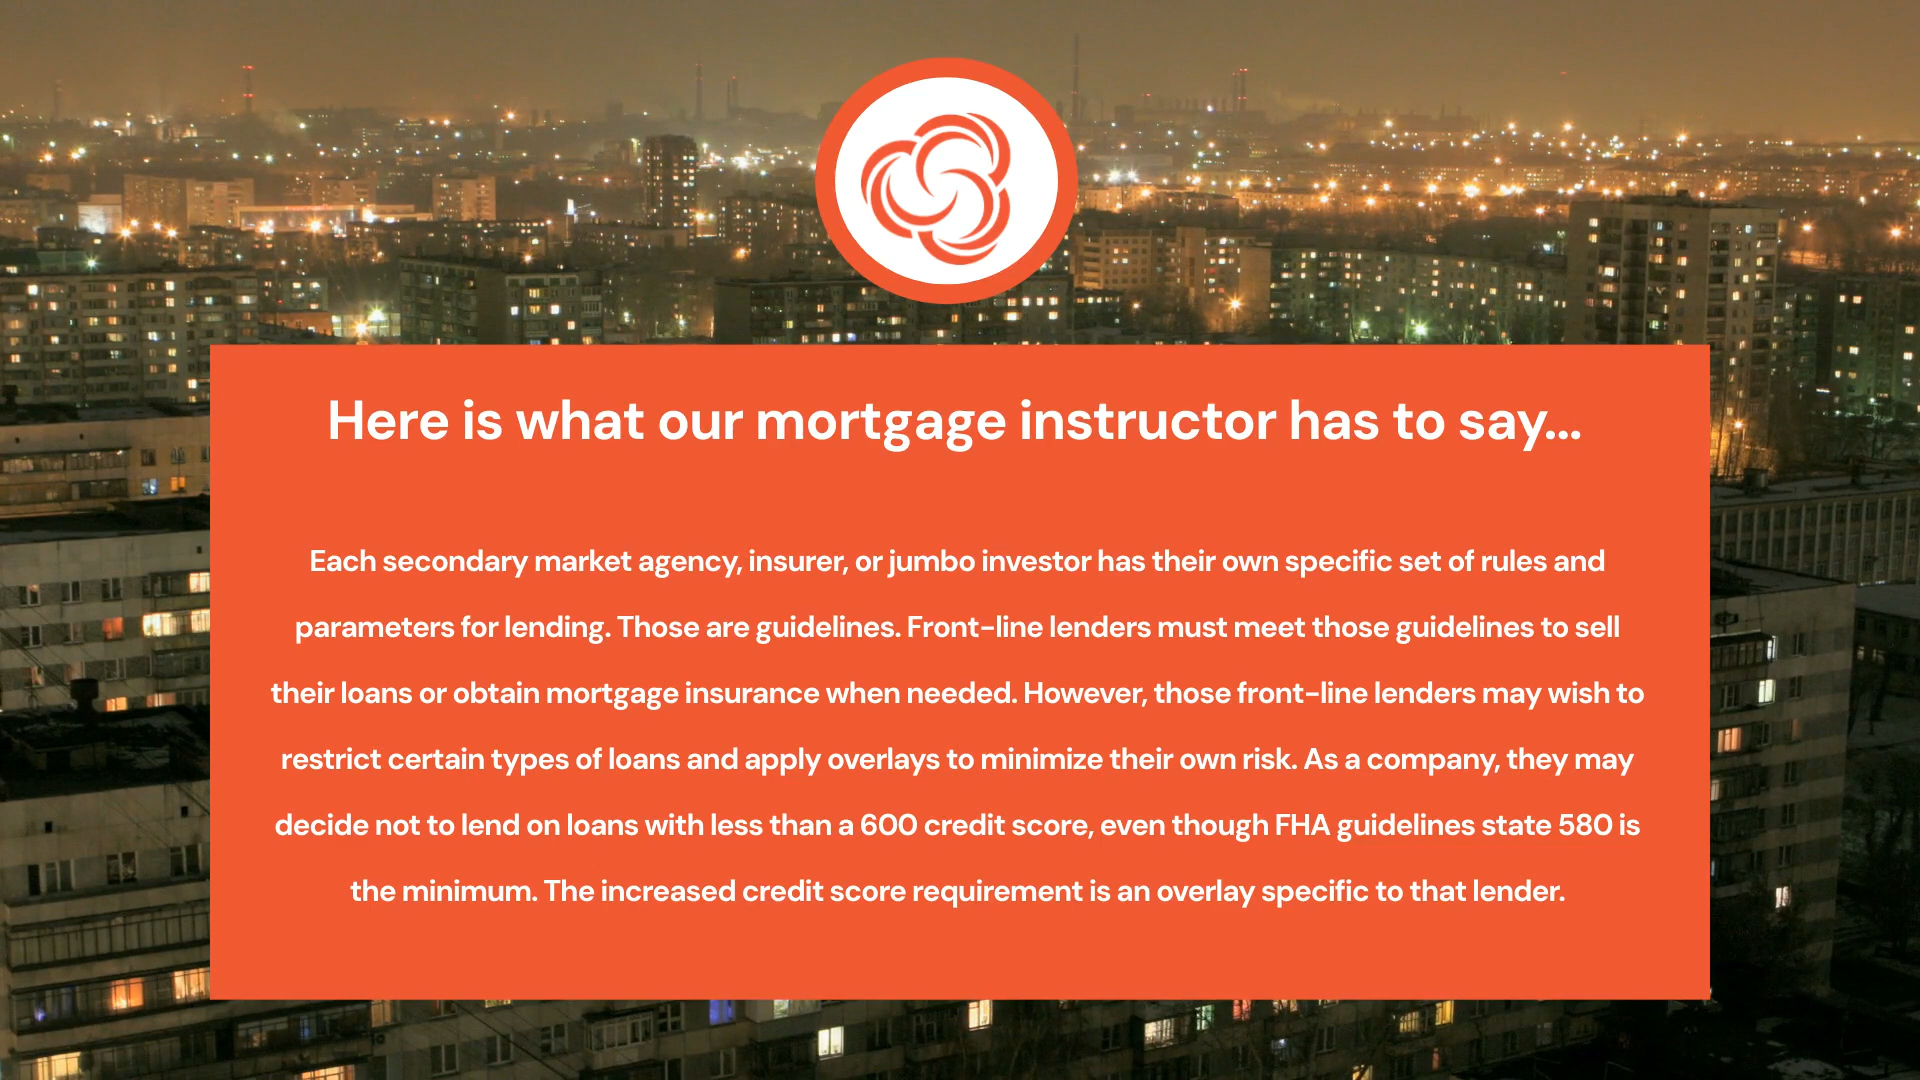 Here is what our mortgage instructor has to say...
Each secondary market agency, insurer, or jumbo investor has their own specific set of rules and
parameters for lending. Those are guidelines. Front-line lenders must meet those guidelines to sell
their loans or obtain mortgage insurance when needed. However, those front-line lenders may wish to
restrict certain types of loans and apply overlays to minimize their own risk. As a company, they may
decide not to lend on loans with less than a 600 credit score, even though FHA guidelines state 580 is
the minimum. The increased credit score requirement is an overlay specific to that lender.